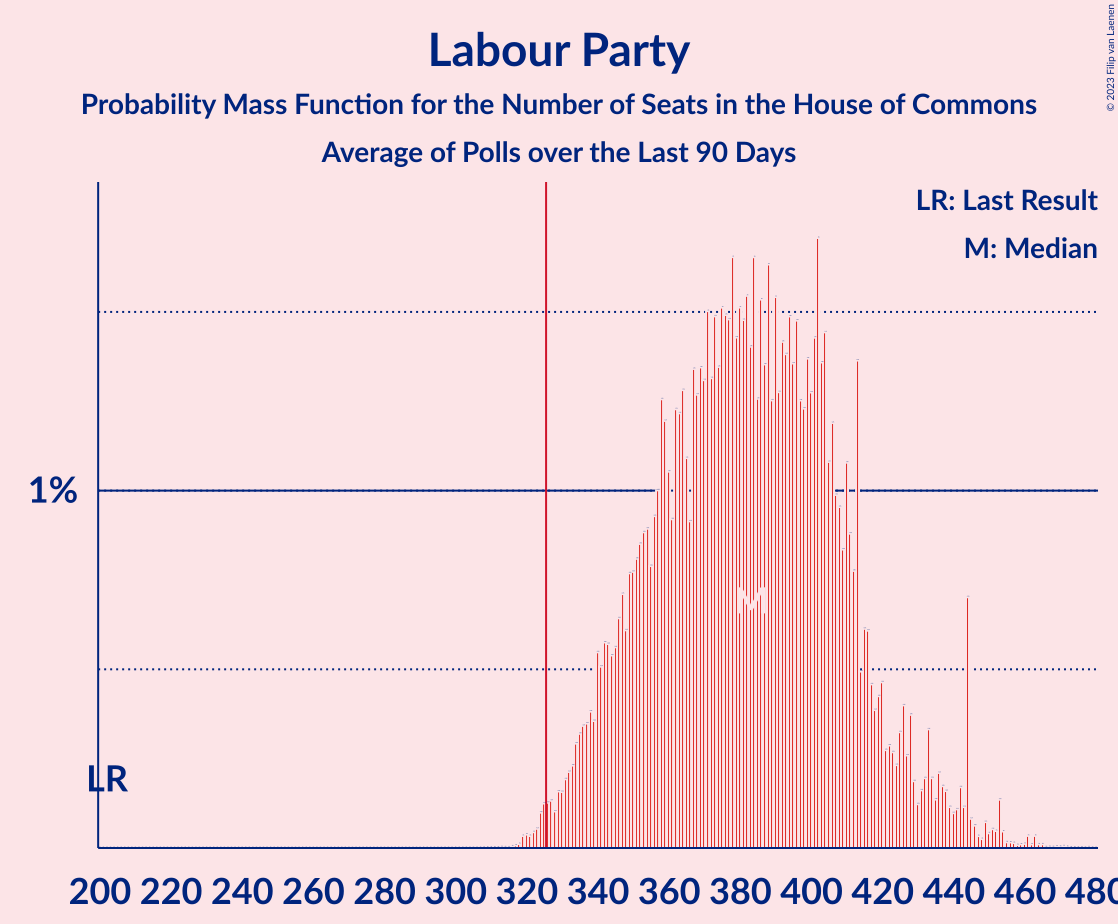 Labour Party
Probability Mass Function for the Number of Seats in the House of Commons
Average of Polls over the Last 90 Days
© 2023 Filip van Laenen
LR: Last Result
M: Median
1%
M
LR
200 220 240 260 280 300 320 340 360 380 400 420 440 460 480